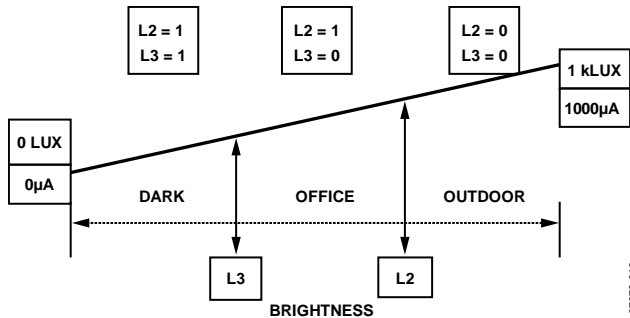 L2 = 1
L3 = 1
L2 = 1
L3 = 0
L2 = 0
L3 = 0
1 kLUX
1000µA
0 LUX
0µA
DARK
OFFICE
OUTDOOR
L3
L2
BRIGHTNESS